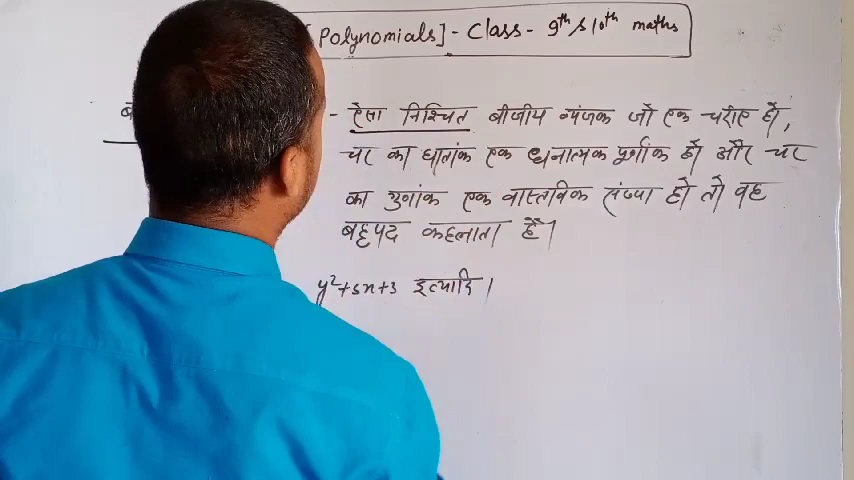 [Polynomials] - Class - 9th & 10th maths
- ऐसा निश्चित बीजीय व्यंजक जो एक चरीय हो,
चर का घातांक एक धनात्मक पूर्णांक हो और चर
का गुणांक एक वास्तविक संख्या हो तो वह
बहुपद कहलाता है।
y²+5x+3 इत्यादि।